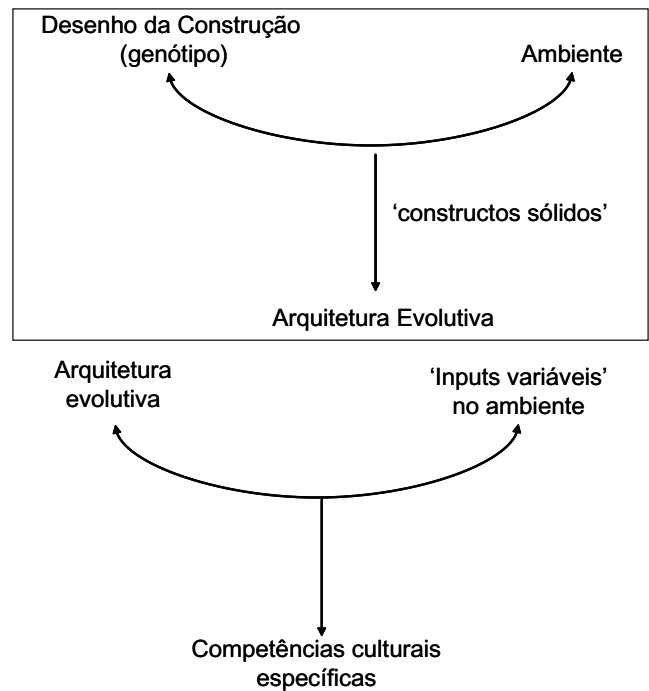 Desenho da Construção
(genótipo)
Ambiente
‘constructos sólidos’
Arquitetura Evolutiva
Arquitetura
evolutiva
‘Inputs variáveis’
no ambiente
Competências culturais
específicas